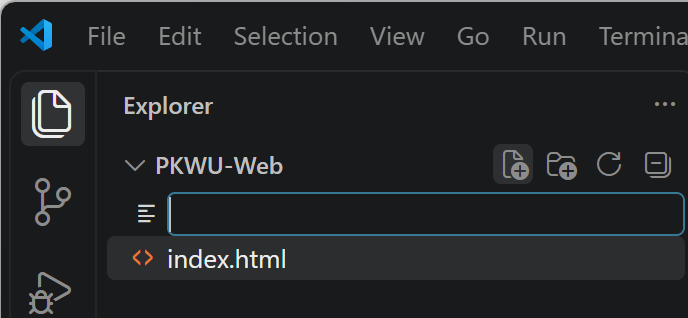 File Edit Selection View Go Run Termina
Explorer
PKWU-Web
index.html